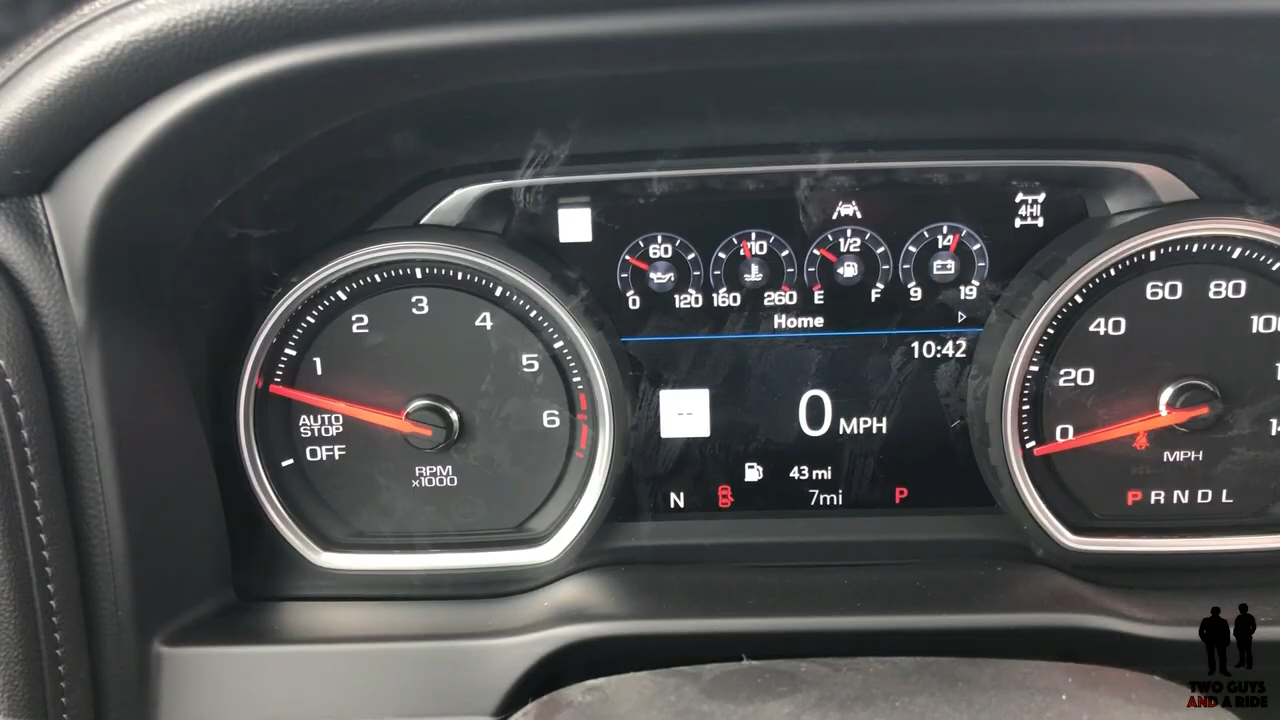 4HI
60
0 120
210
160 260
1/2
E F
14
9 19
Home
10:42
0 MPH
--
43 mi
N 7mi P
1 2 3 4 5 6
AUTO
STOP
OFF
RPM
x1000
0 20 40 60 80
MPH
P R N D L
TWO GUYS
AND A RIDE